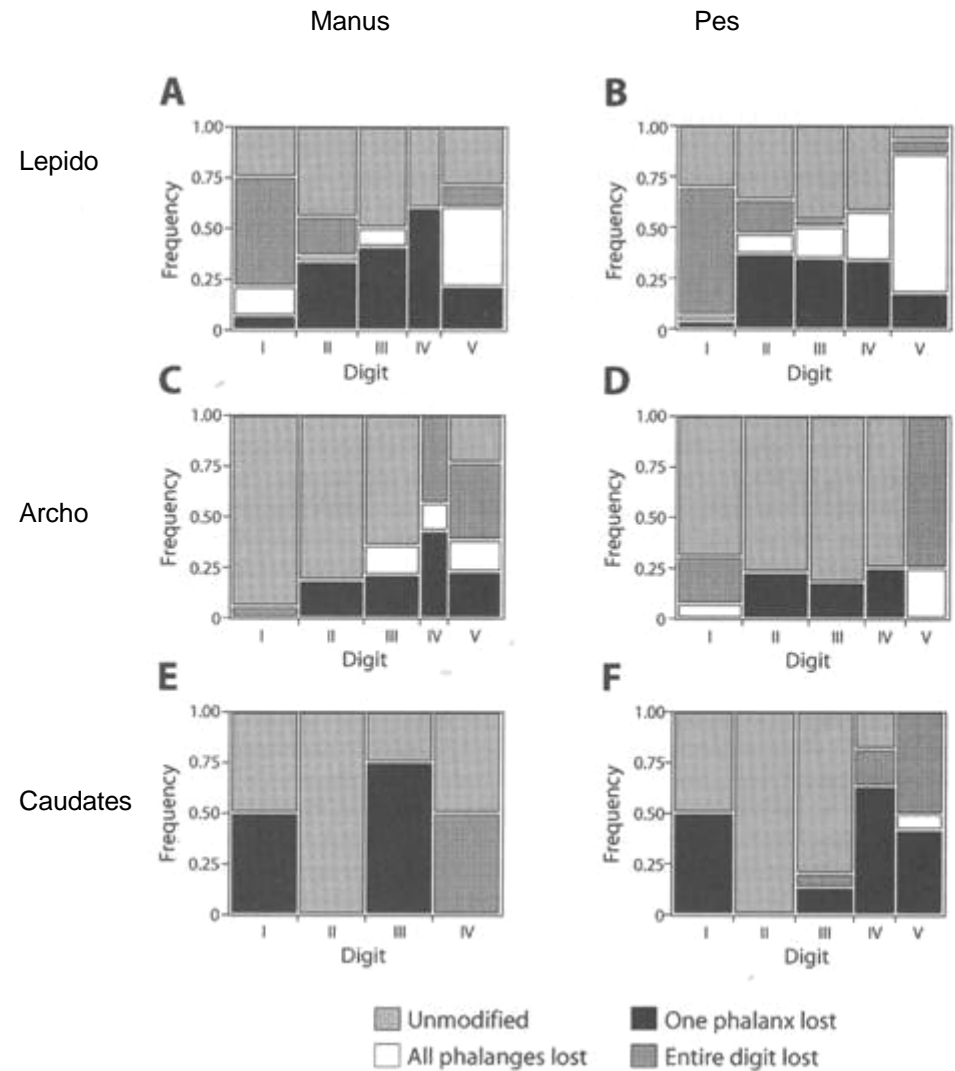 Manus Pes
Lepido
A
1.00
0.75
0.50
0.25
0
Frequency
I II III IV V
Digit
B
1.00
0.75
0.50
0.25
0
Frequency
I II III IV V
Digit
Archo
C
1.00
0.75
0.50
0.25
0
Frequency
I II III IV V
Digit
D
1.00
0.75
0.50
0.25
0
Frequency
I II III IV V
Digit
Caudates
E
1.00
0.75
0.50
0.25
0
Frequency
I II III IV
Digit
F
1.00
0.75
0.50
0.25
0
Frequency
I II III IV V
Digit
Unmodified One phalanx lost
All phalanges lost Entire digit lost